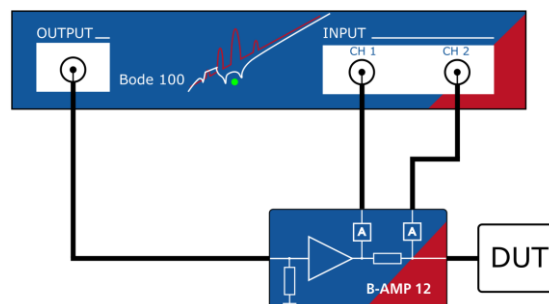 OUTPUT
INPUT
CH 1
CH 2
Bode 100
A
A
B-AMP 12
DUT